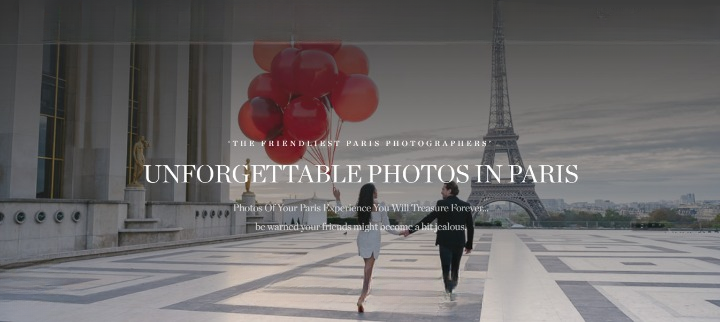 "THE FRIENDLIEST PARIS PHOTOGRAPHERS"
UNFORGETTABLE PHOTOS IN PARIS
Photos Of Your Paris Experience You Will Treasure Forever...
be warned your friends might become a bit jealous.